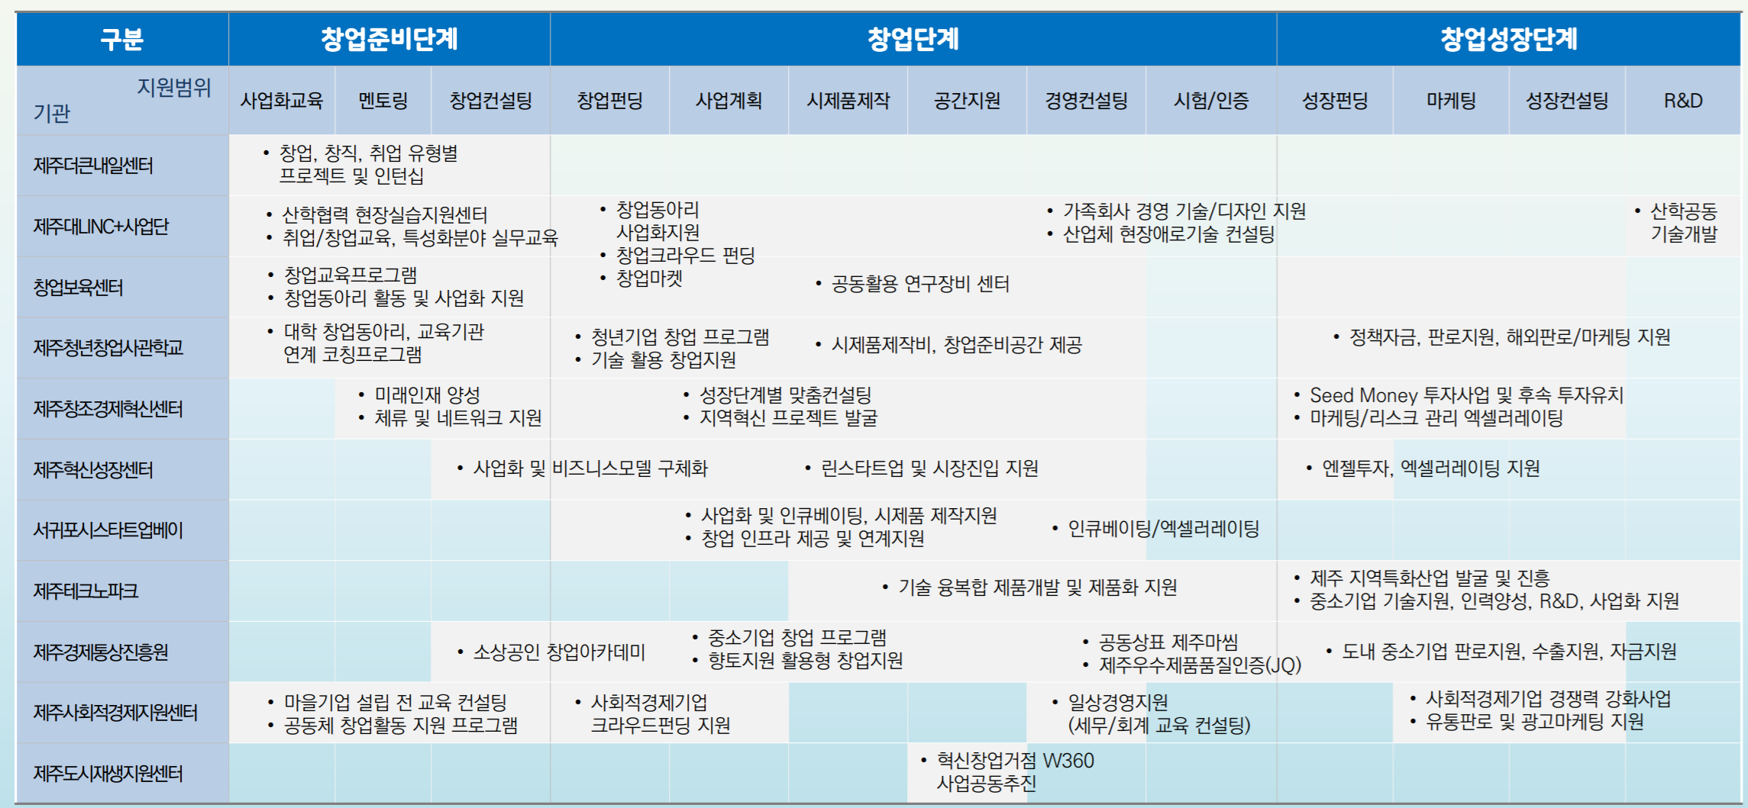 구분 창업준비단계 창업단계 창업성장단계
지원범위
기관
사업화교육 멘토링 창업컨설팅 창업펀딩 사업계획 시제품제작 공간지원 경영컨설팅 시험/인증 성장펀딩 마케팅 성장컨설팅 R&D
제주더큰내일센터
• 창업, 창직, 취업 유형별
프로젝트 및 인턴십
제주대LINC+사업단
• 산학협력 현장실습지원센터
• 취업/창업교육, 특성화분야 실무교육
• 창업동아리
사업화지원
• 창업크라우드 펀딩
• 창업마켓
• 가족회사 경영 기술/디자인 지원
• 산업체 현장애로기술 컨설팅
• 산학공동
기술개발
창업보육센터
• 창업교육프로그램
• 창업동아리 활동 및 사업화 지원
• 공동활용 연구장비 센터
제주청년창업사관학교
• 대학 창업동아리, 교육기관
연계 코칭프로그램
• 청년기업 창업 프로그램
• 기술 활용 창업지원
• 시제품제작비, 창업준비공간 제공
• 정책자금, 판로지원, 해외판로/마케팅 지원
제주창조경제혁신센터
• 미래인재 양성
• 체류 및 네트워크 지원
• 성장단계별 맞춤컨설팅
• 지역혁신 프로젝트 발굴
• Seed Money 투자사업 및 후속 투자유치
• 마케팅/리스크 관리 엑셀러레이팅
제주혁신성장센터
• 사업화 및 비즈니스모델 구체화
• 린스타트업 및 시장진입 지원
• 엔젤투자, 엑셀러레이팅 지원
서귀포시스타트업베이
• 사업화 및 인큐베이팅, 시제품 제작지원
• 창업 인프라 제공 및 연계지원
• 인큐베이팅/엑셀러레이팅
제주테크노파크
• 기술 융복합 제품개발 및 제품화 지원
• 제주 지역특화산업 발굴 및 진흥
• 중소기업 기술지원, 인력양성, R&D, 사업화 지원
제주경제통상진흥원
• 소상공인 창업아카데미
• 중소기업 창업 프로그램
• 향토지원 활용형 창업지원
• 공동상표 제주마씸
• 제주우수제품품질인증(JQ)
• 도내 중소기업 판로지원, 수출지원, 자금지원
제주사회적경제지원센터
• 마을기업 설립 전 교육 컨설팅
• 공동체 창업활동 지원 프로그램
• 사회적경제기업
크라우드펀딩 지원
• 일상경영지원
(세무/회계 교육 컨설팅)
• 사회적경제기업 경쟁력 강화사업
• 유통판로 및 광고마케팅 지원
제주도시재생지원센터
• 혁신창업거점 W360
사업공동추진